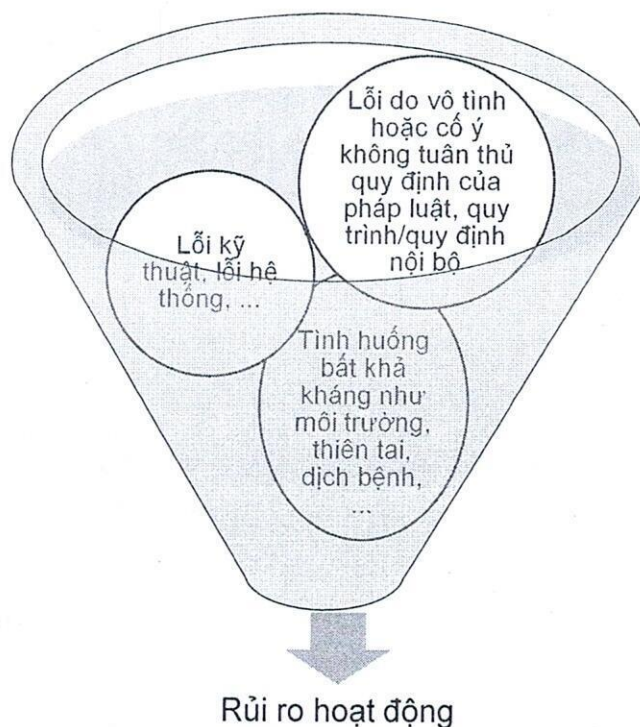 Lỗi do vô tình
hoặc cố ý
không tuân thủ
quy định của
pháp luật, quy
trình/quy định
nội bộ
Lỗi kỹ
thuật, lỗi hệ
thống, ...
Tình huống
bất khả
kháng như
môi trường,
thiên tai,
dịch bệnh,
...
Rủi ro hoạt động